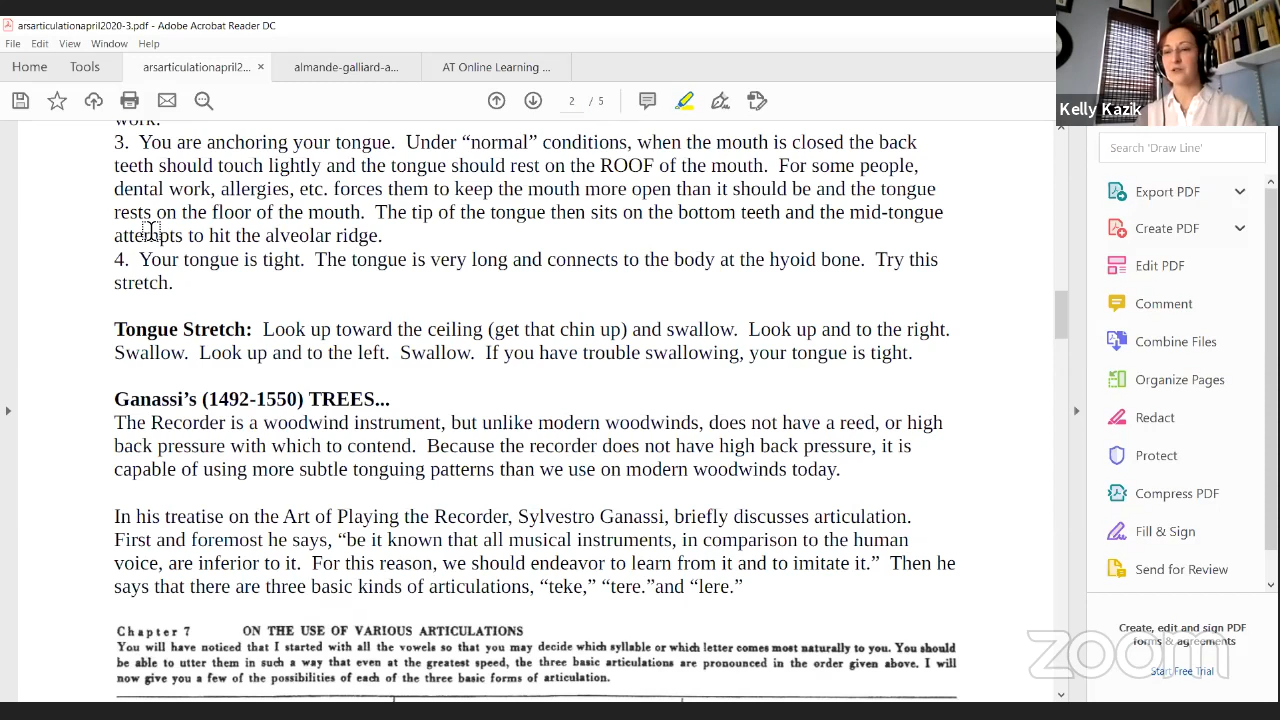 arsarticulationapril2020-3.pdf - Adobe Acrobat Reader DC
File Edit View Window Help
Home Tools arsarticulationapril2... × almande-galliard-a... AT Online Learning ...
2 / 5
Kelly Kazik
work.
3. You are anchoring your tongue. Under “normal” conditions, when the mouth is closed the back
teeth should touch lightly and the tongue should rest on the ROOF of the mouth. For some people,
dental work, allergies, etc. forces them to keep the mouth more open than it should be and the tongue
rests on the floor of the mouth. The tip of the tongue then sits on the bottom teeth and the mid-tongue
attempts to hit the alveolar ridge.
4. Your tongue is tight. The tongue is very long and connects to the body at the hyoid bone. Try this
stretch.
Tongue Stretch: Look up toward the ceiling (get that chin up) and swallow. Look up and to the right.
Swallow. Look up and to the left. Swallow. If you have trouble swallowing, your tongue is tight.
Ganassi’s (1492-1550) TREES...
The Recorder is a woodwind instrument, but unlike modern woodwinds, does not have a reed, or high
back pressure with which to contend. Because the recorder does not have high back pressure, it is
capable of using more subtle tonguing patterns than we use on modern woodwinds today.
In his treatise on the Art of Playing the Recorder, Sylvestro Ganassi, briefly discusses articulation.
First and foremost he says, “be it known that all musical instruments, in comparison to the human
voice, are inferior to it. For this reason, we should endeavor to learn from it and to imitate it.” Then he
says that there are three basic kinds of articulations, “teke,” “tere.”and “lere.”
Chapter 7 ON THE USE OF VARIOUS ARTICULATIONS
You will have noticed that I started with all the vowels so that you may decide which syllable or which letter comes most naturally to you. You should
be able to utter them in such a way that even at the greatest speed, the three basic articulations are pronounced in the order given above. I will
now give you a few of the possibilities of each of the three basic forms of articulation.
Search 'Draw Line'
Export PDF
Create PDF
Edit PDF
Comment
Combine Files
Organize Pages
Redact
Protect
Compress PDF
Fill & Sign
Send for Review
Create, edit and sign PDF
forms & agreements
Start Free Trial
zoom